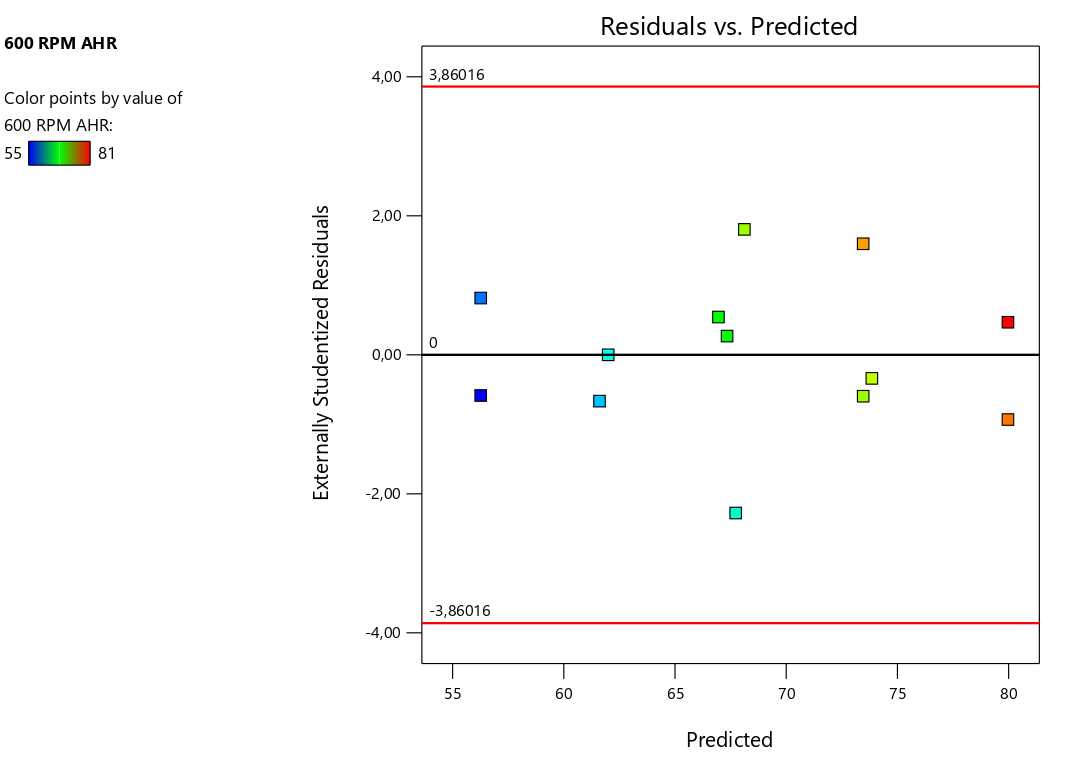 600 RPM AHR
Color points by value of
600 RPM AHR:
55 81
Residuals vs. Predicted
Externally Studentized Residuals
4,00
2,00
0,00
-2,00
-4,00
3,86016
0
-3,86016
55 60 65 70 75 80
Predicted